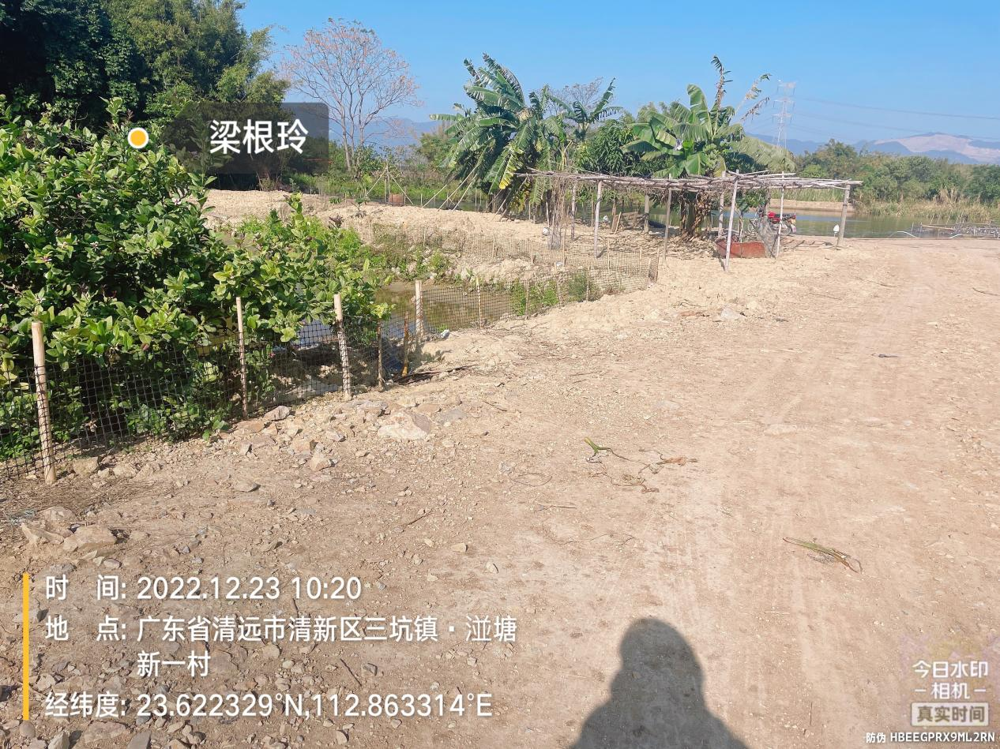 梁根玲
时 间: 2022.12.23 10:20
地 点: 广东省清远市清新区三坑镇·湴塘
新一村
经纬度: 23.622329°N,112.863314°E
今日水印
-相机-
真实时间
防伪 HBEEGPRX9ML2RN